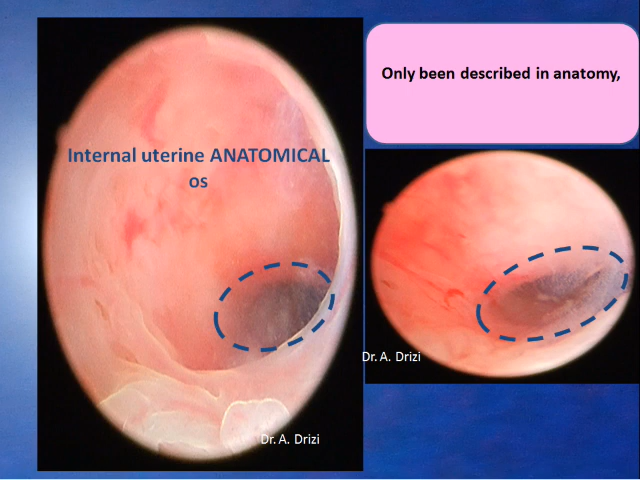 Only been described in anatomy,
Internal uterine ANATOMICAL
os
Dr. A. Drizi
Dr. A. Drizi